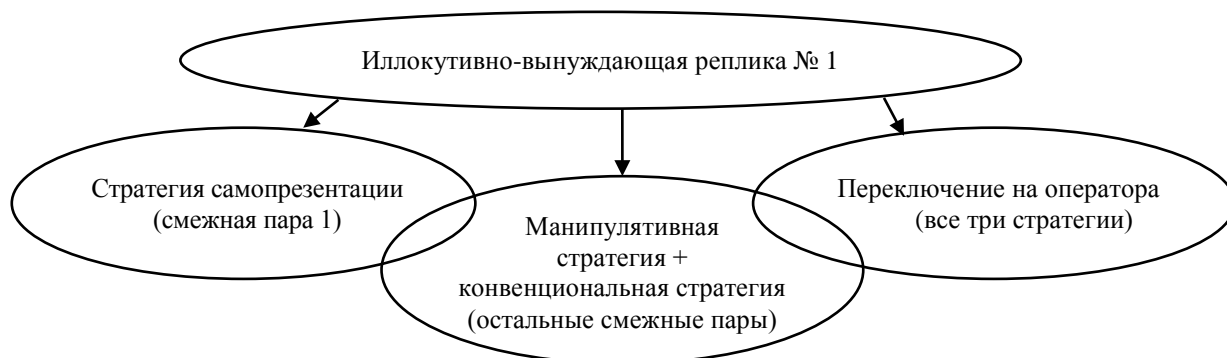 Иллокутивно-вынуждающая реплика № 1
Стратегия самопрезентации
(смежная пара 1)
Манипулятивная
стратегия +
конвенциональная стратегия
(остальные смежные пары)
Переключение на оператора
(все три стратегии)